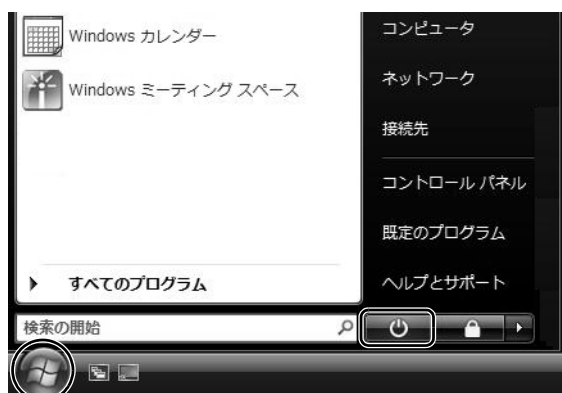 Windows カレンダー
Windows ミーティング スペース
すべてのプログラム
検索の開始
コンピュータ
ネットワーク
接続先
コントロール パネル
既定のプログラム
ヘルプとサポート